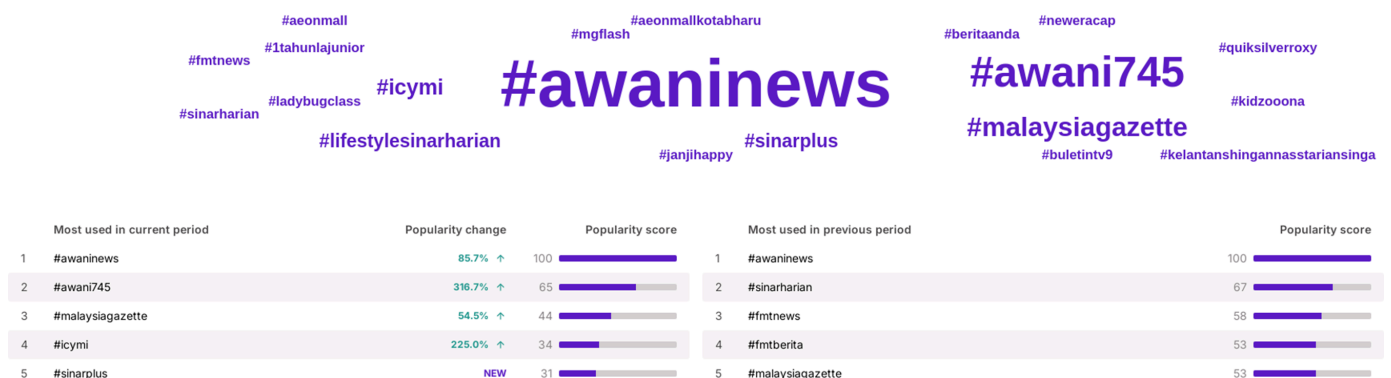 #aeonmall #aeonmallkotabharu #neweracap
#mgflash #beritaanda
#1tahunlajunior #quiksilverroxy
#fmtnews
#awaninews #awani745
#icymi
#ladybugclass #kidzooona
#sinarharian
#malaysiagazette
#lifestylesinarharian #sinarplus
#janjihappy #buletintv9 #kelantanshingannasstariansinga
Most used in current period Popularity change Popularity score Most used in previous period Popularity score
1 #awaninews 85.7% ↑ 100 1 #awaninews 100
2 #awani745 316.7% ↑ 65 2 #sinarharian 67
3 #malaysiagazette 54.5% ↑ 44 3 #fmtnews 58
4 #icymi 225.0% ↑ 34 4 #fmtberita 53
5 #sinarplus NEW 31 5 #malaysiagazette 53